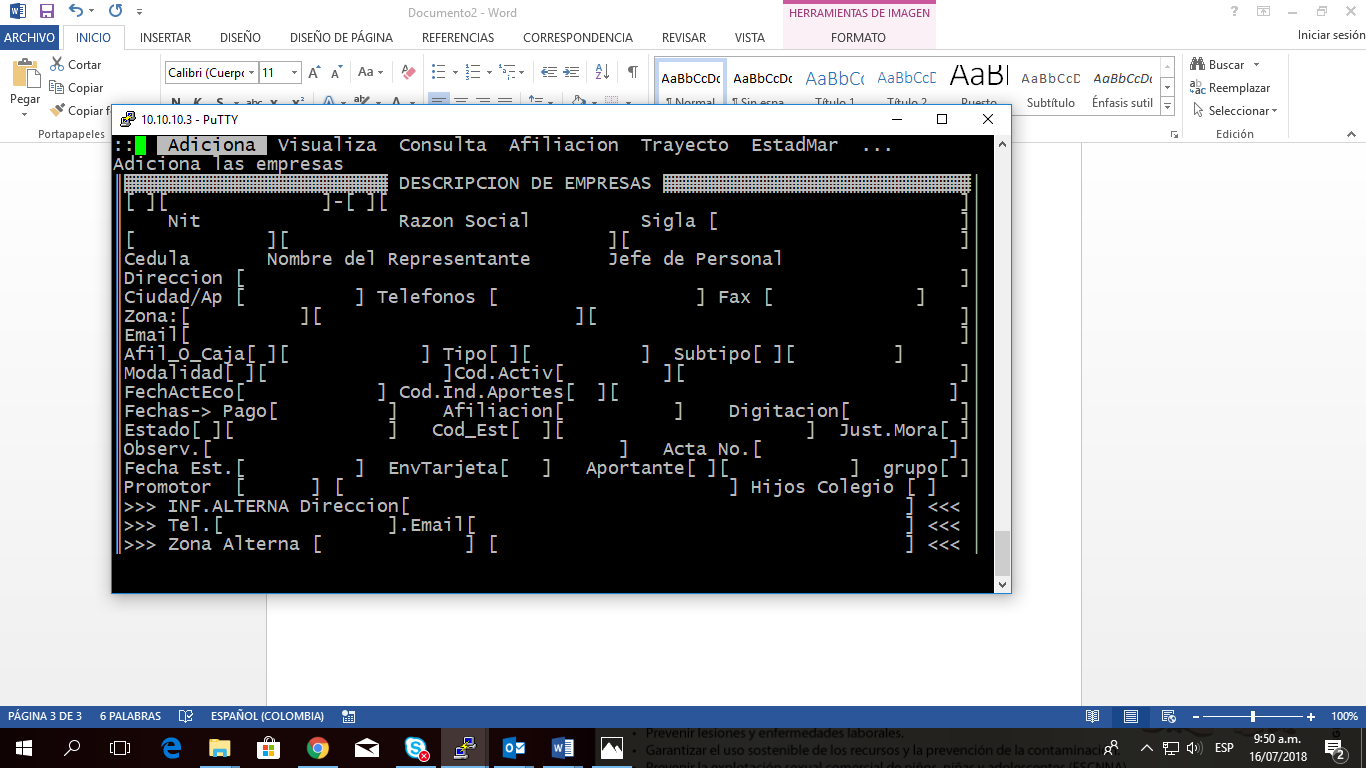 Documento2 - Word
HERRAMIENTAS DE IMAGEN
ARCHIVO INICIO INSERTAR DISEÑO DISEÑO DE PÁGINA REFERENCIAS CORRESPONDENCIA REVISAR VISTA FORMATO Iniciar sesión
Pegar
Cortar
Copiar
Copiar f
Portapapeles
Calibri (Cuerp 11
AaBbCcDc AaBbCcDc AaBbCc AaBbCcC AaB AaBbCcD AaBbCcDc
¶ Normal ¶ Sin espa... Título 1 Título 2 Puesto Subtítulo Énfasis sutil
Buscar
Reemplazar
Seleccionar
Edición
10.10.10.3 - PuTTY
:: Adiciona Visualiza Consulta Afiliacion Trayecto EstadMar ...
Adiciona las empresas
DESCRIPCION DE EMPRESAS
[ ][ ]-[ ][ ]
Nit Razon Social Sigla [ ]
[ ][ ][ ]
Cedula Nombre del Representante Jefe de Personal
Direccion [ ]
Ciudad/Ap [ ] Telefonos [ ] Fax [ ]
Zona:[ ][ ][ ]
Email[ ]
Afil_O_Caja[ ][ ] Tipo[ ][ ] Subtipo[ ][ ]
Modalidad[ ][ ]Cod.Activ[ ][ ]
FechActEco[ ] Cod.Ind.Aportes[ ][ ]
Fechas-> Pago[ ] Afiliacion[ ] Digitacion[ ]
Estado[ ][ ] Cod_Est[ ][ ] Just.Mora[ ]
Observ.[ ] Acta No.[ ]
Fecha Est.[ ] EnvTarjeta[ ] Aportante[ ][ ] grupo[ ]
Promotor [ ] [ ] Hijos Colegio [ ]
>>> INF.ALTERNA Direccion[ ] <<<
>>> Tel.[ ].Email[ ] <<<
>>> Zona Alterna [ ] [ ] <<<
PÁGINA 3 DE 3 6 PALABRAS ESPAÑOL (COLOMBIA) 100%
Prevenir lesiones y enfermedades laborales.
• Garantizar el uso sostenible de los recursos y la prevención de la contaminac
ESP
9:50 a.m.
16/07/2018
2